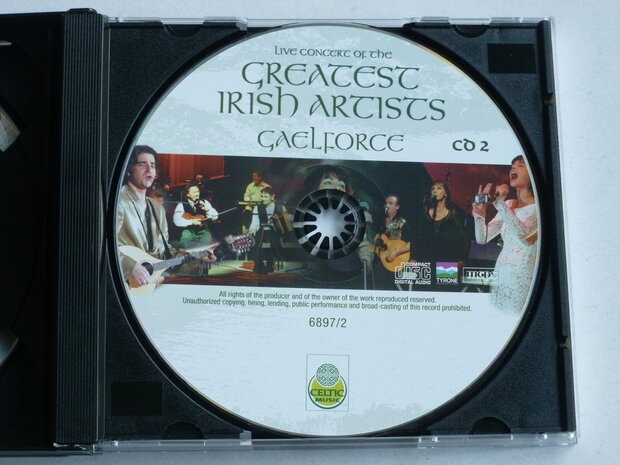 LIVE CONCERT OF THE
GREATEST
IRISH ARTISTS
GAELFORCE
CD 2
COMPACT
disc
DIGITAL AUDIO
TYRONE
mcps
All rights of the producer and of the owner of the work reproduced reserved.
Unauthorized copying, hiring, lending, public performance and broad-casting of this record prohibited.
6897/2
CELTIC
MUSIC